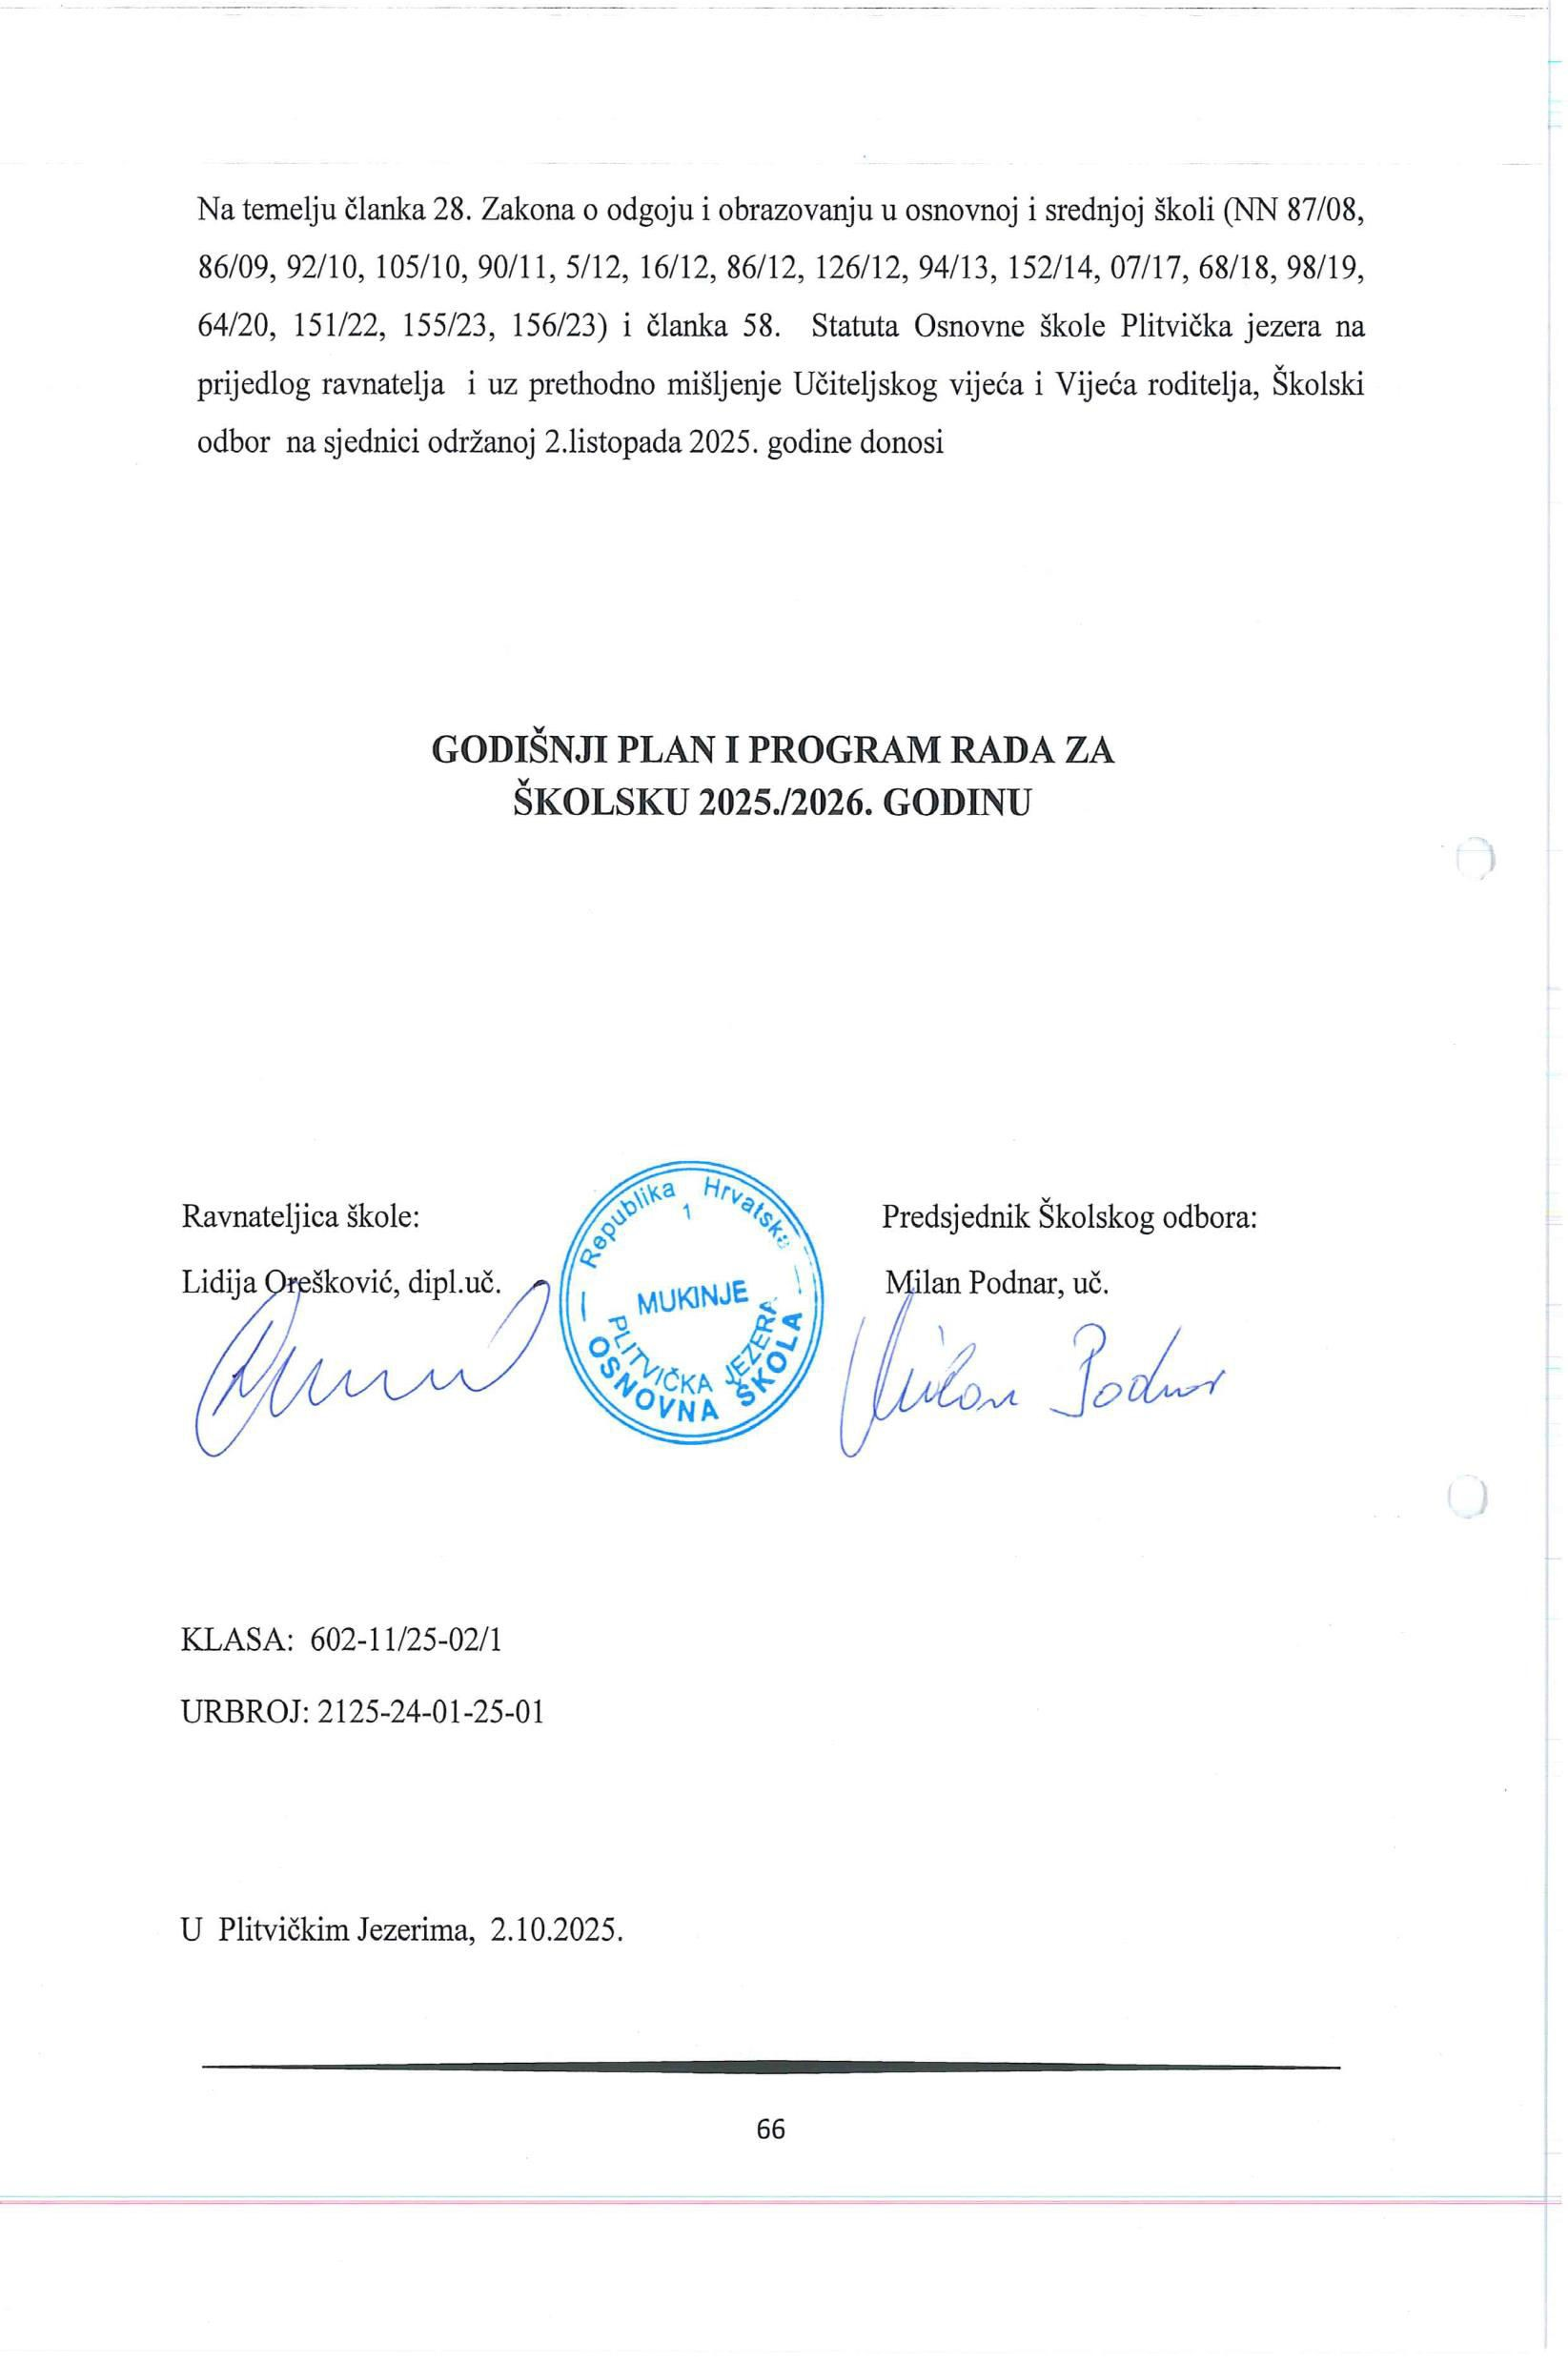 Na temelju članka 28. Zakona o odgoju i obrazovanju u osnovnoj i srednjoj školi (NN 87/08,
86/09, 92/10, 105/10, 90/11, 5/12, 16/12, 86/12, 126/12, 94/13, 152/14, 07/17, 68/18, 98/19,
64/20, 151/22, 155/23, 156/23) i članka 58. Statuta Osnovne škole Plitvička jezera na
prijedlog ravnatelja i uz prethodno mišljenje Učiteljskog vijeća i Vijeća roditelja, Školski
odbor na sjednici održanoj 2.listopada 2025. godine donosi
GODIŠNJI PLAN I PROGRAM RADA ZA
ŠKOLSKU 2025./2026. GODINU
Ravnateljica škole:
Lidija Orešković, dipl.uč.
Republika Hrvatska
1
MUKINJE
PLITVIČKA JEZERA
OSNOVNA ŠKOLA
Predsjednik Školskog odbora:
Milan Podnar, uč.
Milan Podnar
KLASA: 602-11/25-02/1
URBROJ: 2125-24-01-25-01
U Plitvičkim Jezerima, 2.10.2025.
66